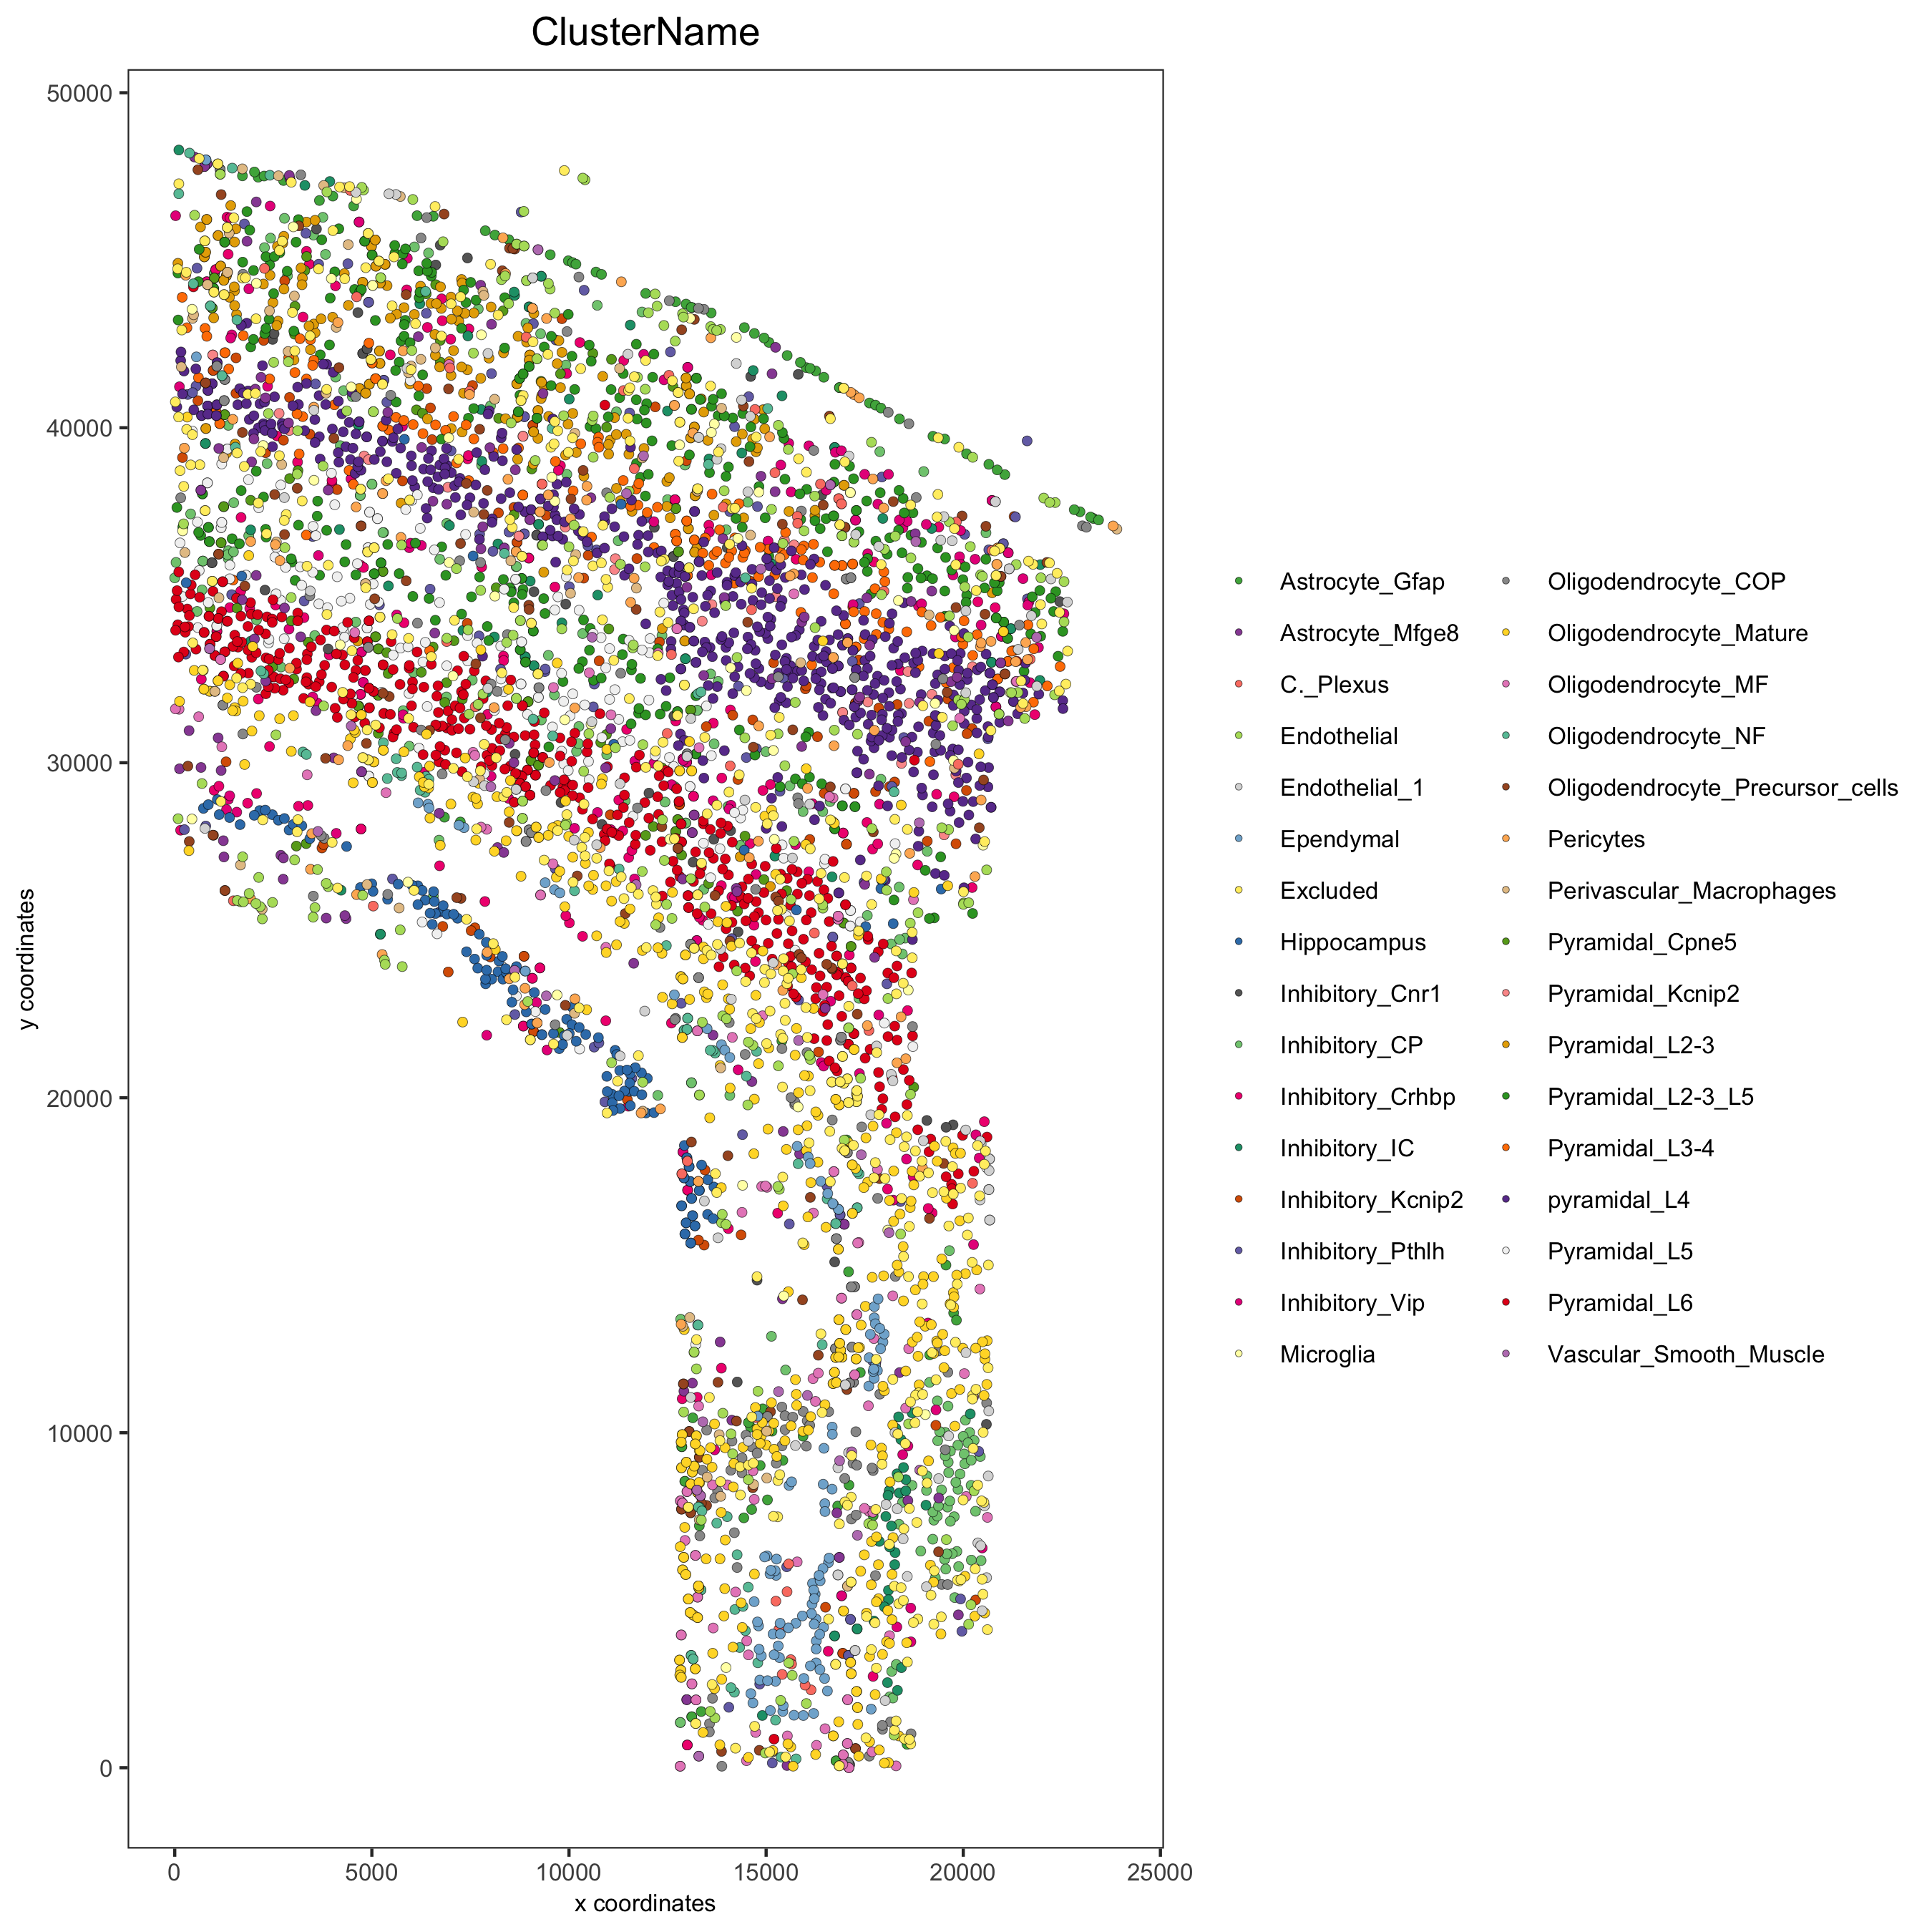 ClusterName
50000
40000
30000
20000
10000
0
y coordinates
0
5000
10000
15000
20000
25000
x coordinates
Astrocyte_Gfap
Astrocyte_Mfge8
C._Plexus
Endothelial
Endothelial_1
Ependymal
Excluded
Hippocampus
Inhibitory_Cnr1
Inhibitory_CP
Inhibitory_Crhbp
Inhibitory_IC
Inhibitory_Kcnip2
Inhibitory_Pthlh
Inhibitory_Vip
Microglia
Oligodendrocyte_COP
Oligodendrocyte_Mature
Oligodendrocyte_MF
Oligodendrocyte_NF
Oligodendrocyte_Precursor_cells
Pericytes
Perivascular_Macrophages
Pyramidal_Cpne5
Pyramidal_Kcnip2
Pyramidal_L2-3
Pyramidal_L2-3_L5
Pyramidal_L3-4
pyramidal_L4
Pyramidal_L5
Pyramidal_L6
Vascular_Smooth_Muscle